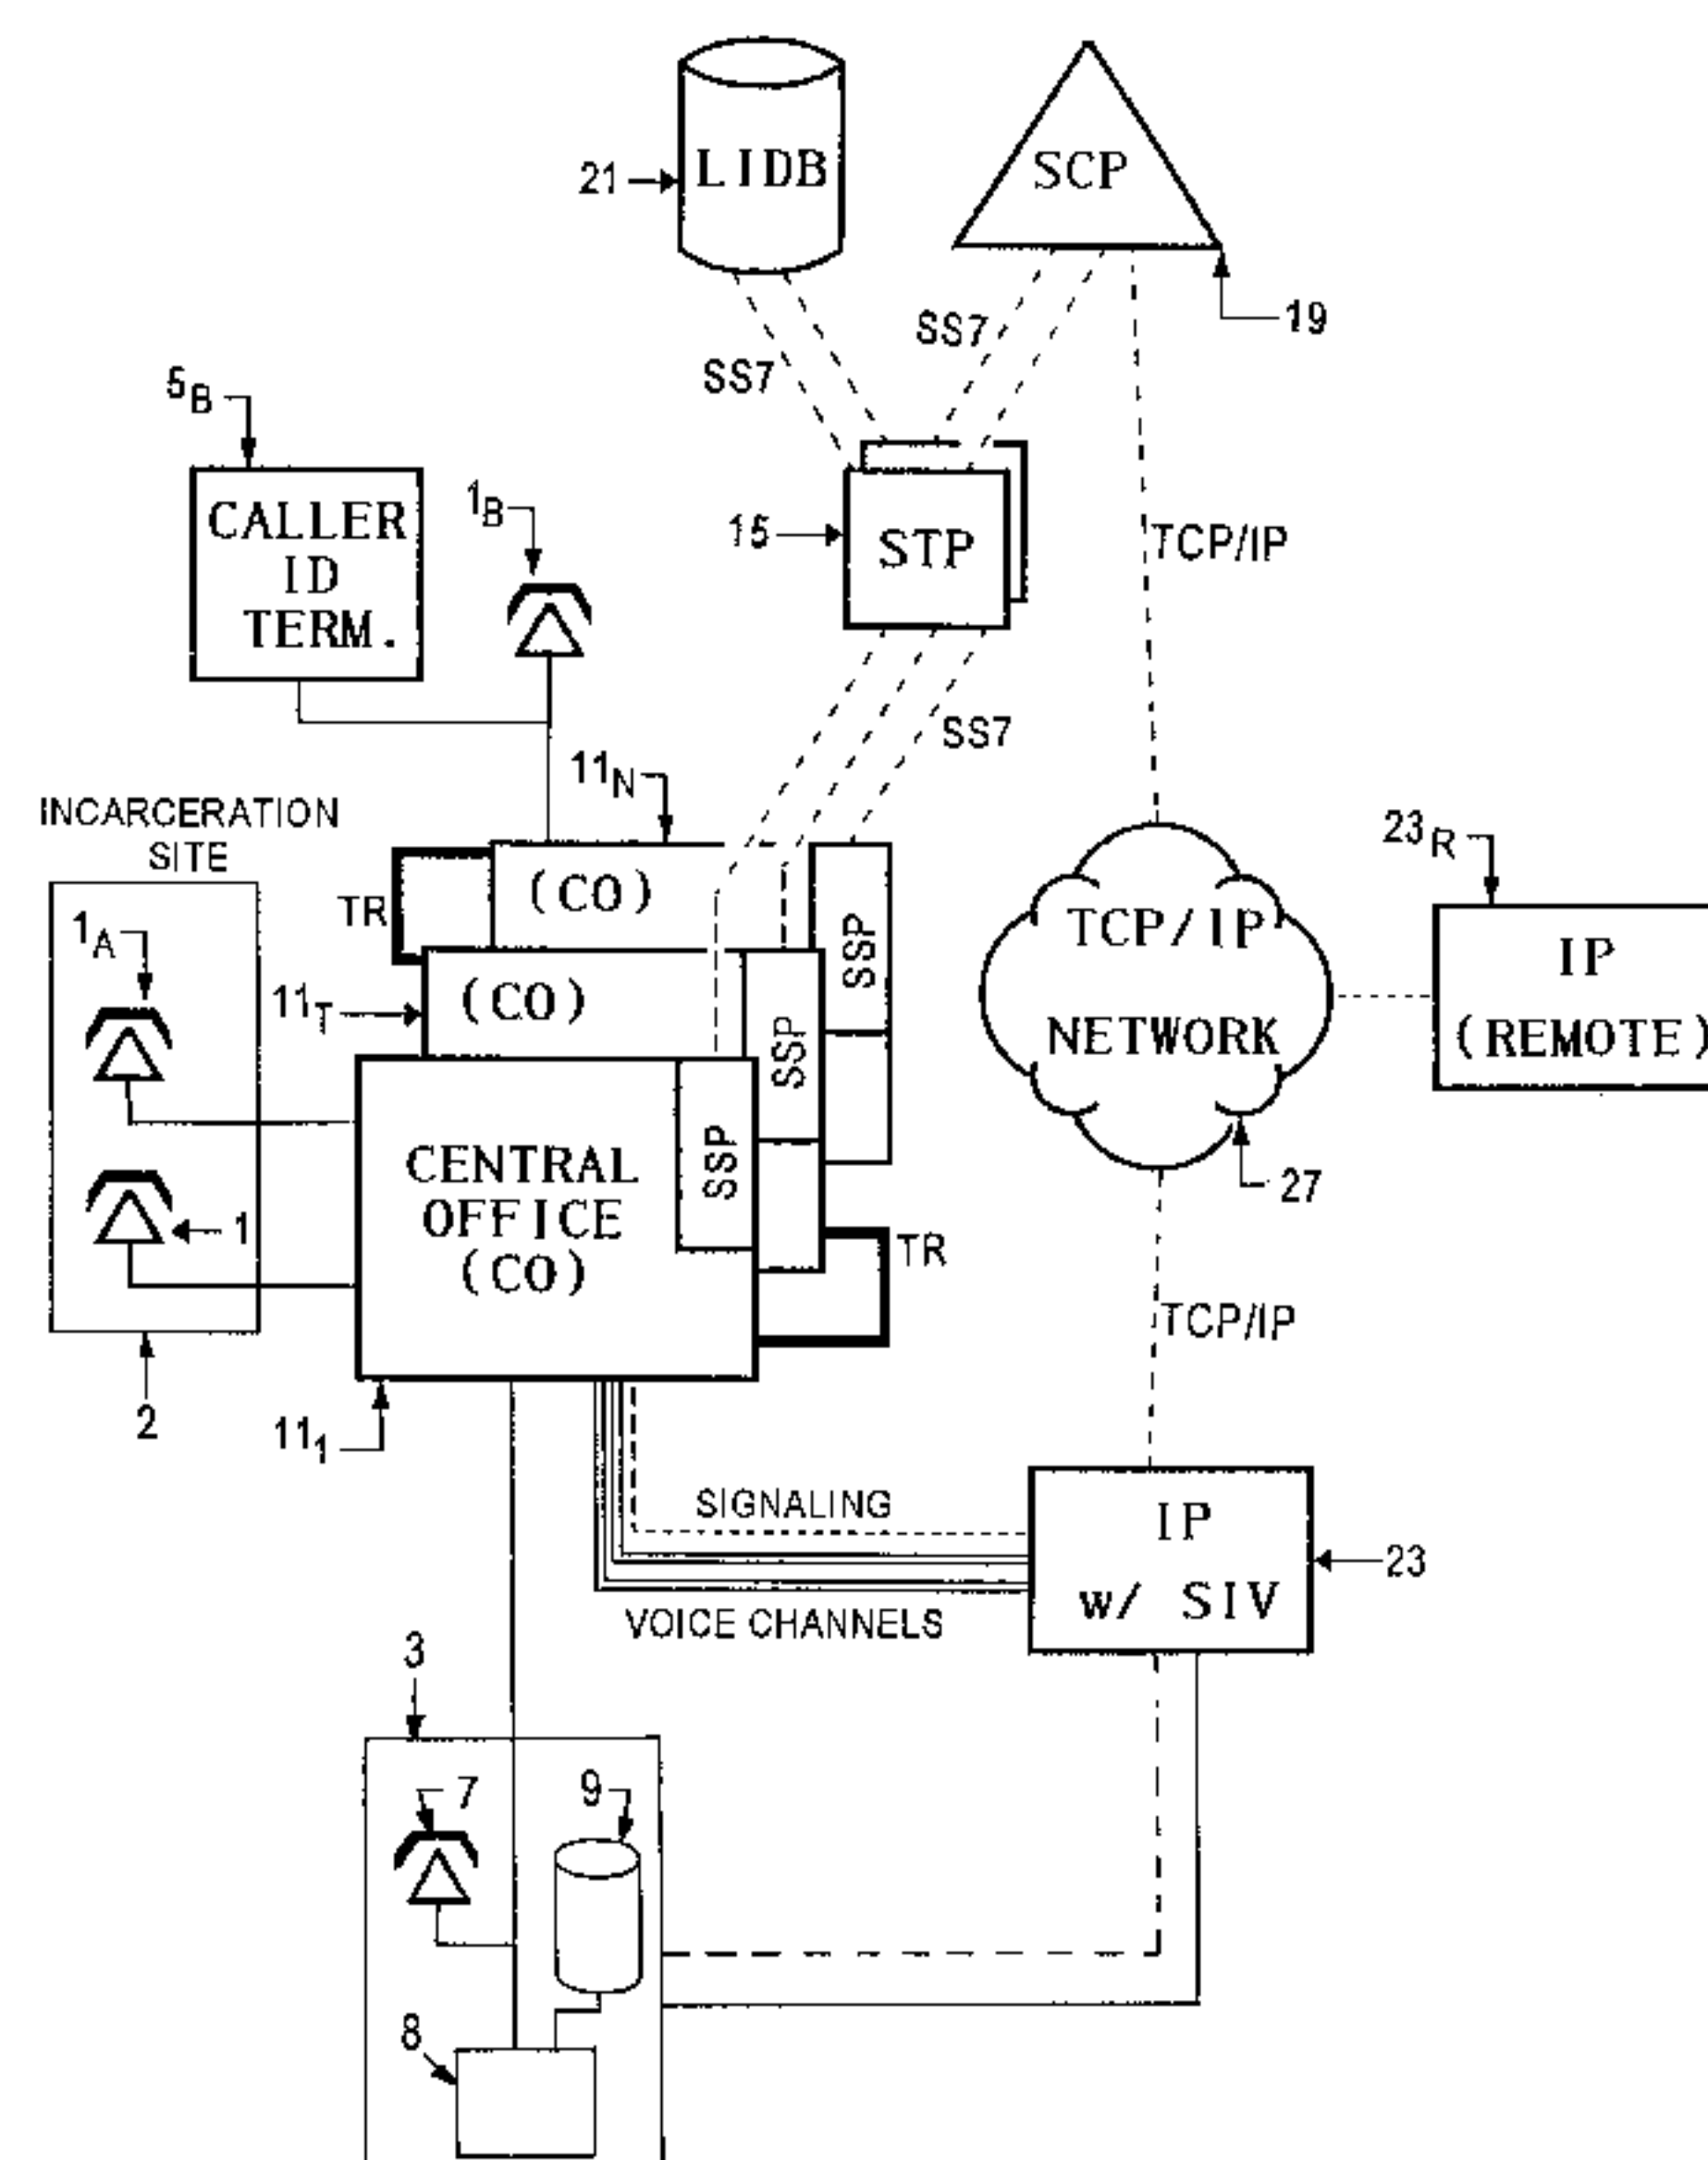 LIDB
SCP
21
19
SS7
SS7
5B
CALLER
ID
TERM.
1B
15
STP
TCP/IP
SS7
11N
INCARCERATION
SITE
23R
TR
(CO)
SSP
1A
11T
(CO)
SSP
TCP/IP
NETWORK
IP
(REMOTE)
CENTRAL
OFFICE
(CO)
SSP
27
1
TR
TCP/IP
2
111
SIGNALING
IP
w/ SIV
23
VOICE CHANNELS
3
7
9
8